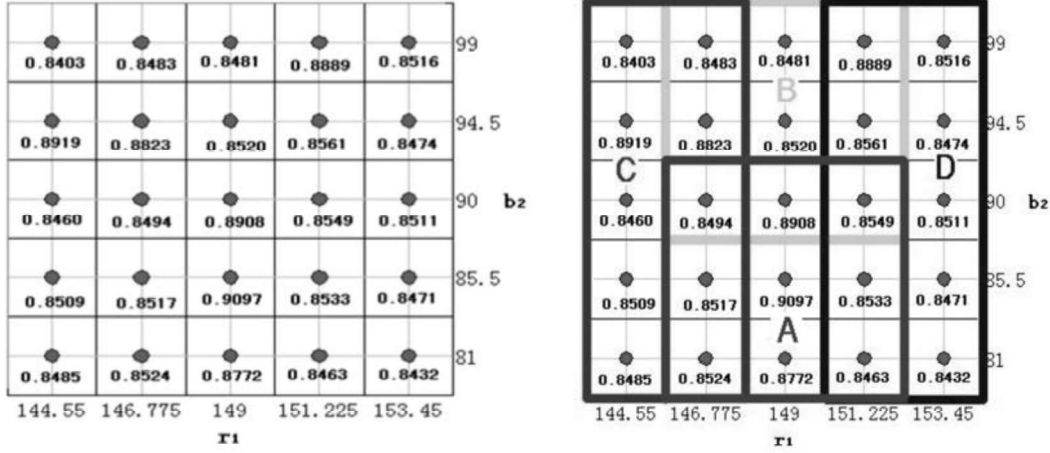 0.8403 0.8483 0.8481 0.8889 0.8516 99
0.8919 0.8823 0.8520 0.8561 0.8474 94.5
0.8460 0.8494 0.8908 0.8549 0.8511 90 b2
0.8509 0.8517 0.9097 0.8533 0.8471 85.5
0.8485 0.8524 0.8772 0.8463 0.8432 81
144.55 146.775 149 151.225 153.45
r1
0.8403 0.8483 0.8481 0.8889 0.8516 99
B
0.8919 0.8823 0.8520 0.8561 0.8474 94.5
C D
0.8460 0.8494 0.8908 0.8549 0.8511 90 b2
0.8509 0.8517 0.9097 0.8533 0.8471 85.5
A
0.8485 0.8524 0.8772 0.8463 0.8432 81
144.55 146.775 149 151.225 153.45
r1